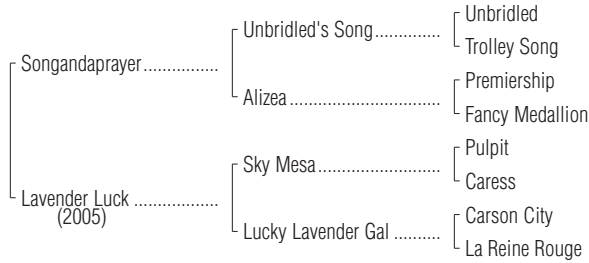 Unbridled
Unbridled's Song..............
Trolley Song
Songandaprayer................
Premiership
Alizea................................
Fancy Medallion
Pulpit
Sky Mesa..........................
Caress
Lavender Luck ..................
(2005)
Carson City
Lucky Lavender Gal ..........
La Reine Rouge